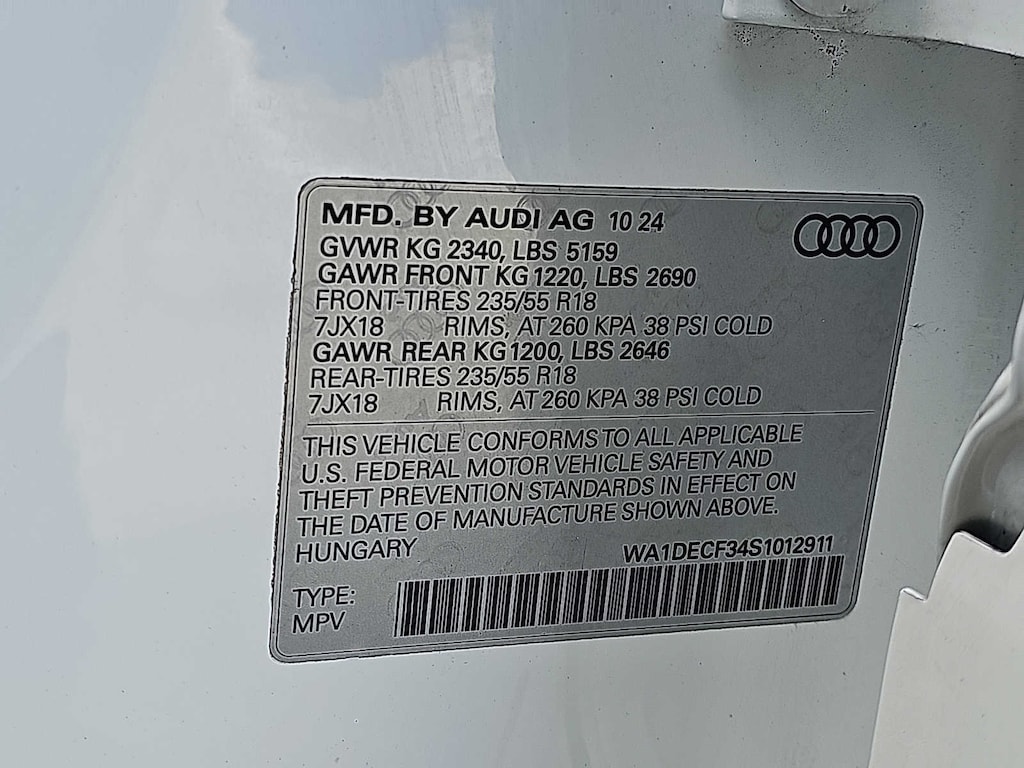 MFD. BY AUDI AG 10 24
GVWR KG 2340, LBS 5159
GAWR FRONT KG 1220, LBS 2690
FRONT-TIRES 235/55 R18
7JX18 RIMS, AT 260 KPA 38 PSI COLD
GAWR REAR KG 1200, LBS 2646
REAR-TIRES 235/55 R18
7JX18 RIMS, AT 260 KPA 38 PSI COLD
THIS VEHICLE CONFORMS TO ALL APPLICABLE
U.S. FEDERAL MOTOR VEHICLE SAFETY AND
THEFT PREVENTION STANDARDS IN EFFECT ON
THE DATE OF MANUFACTURE SHOWN ABOVE.
HUNGARY WA1DECF34S1012911
TYPE:
MPV